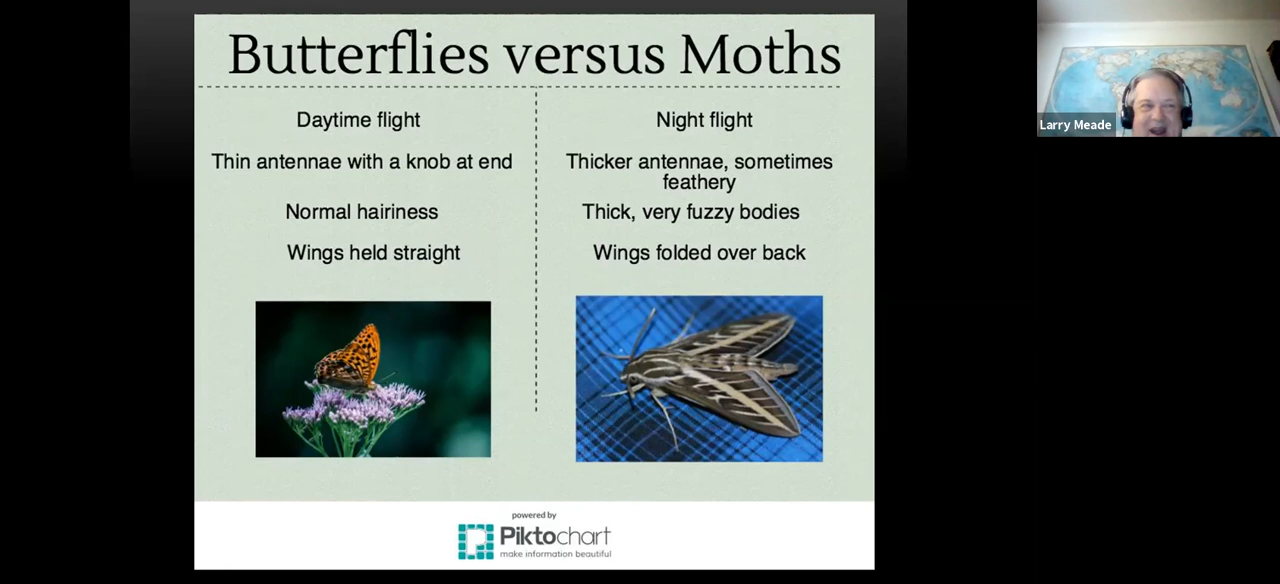 Butterflies versus Moths
Daytime flight
Thin antennae with a knob at end
Normal hairiness
Wings held straight
Night flight
Thicker antennae, sometimes
feathery
Thick, very fuzzy bodies
Wings folded over back
powered by
Piktochart
make information beautiful
Larry Meade